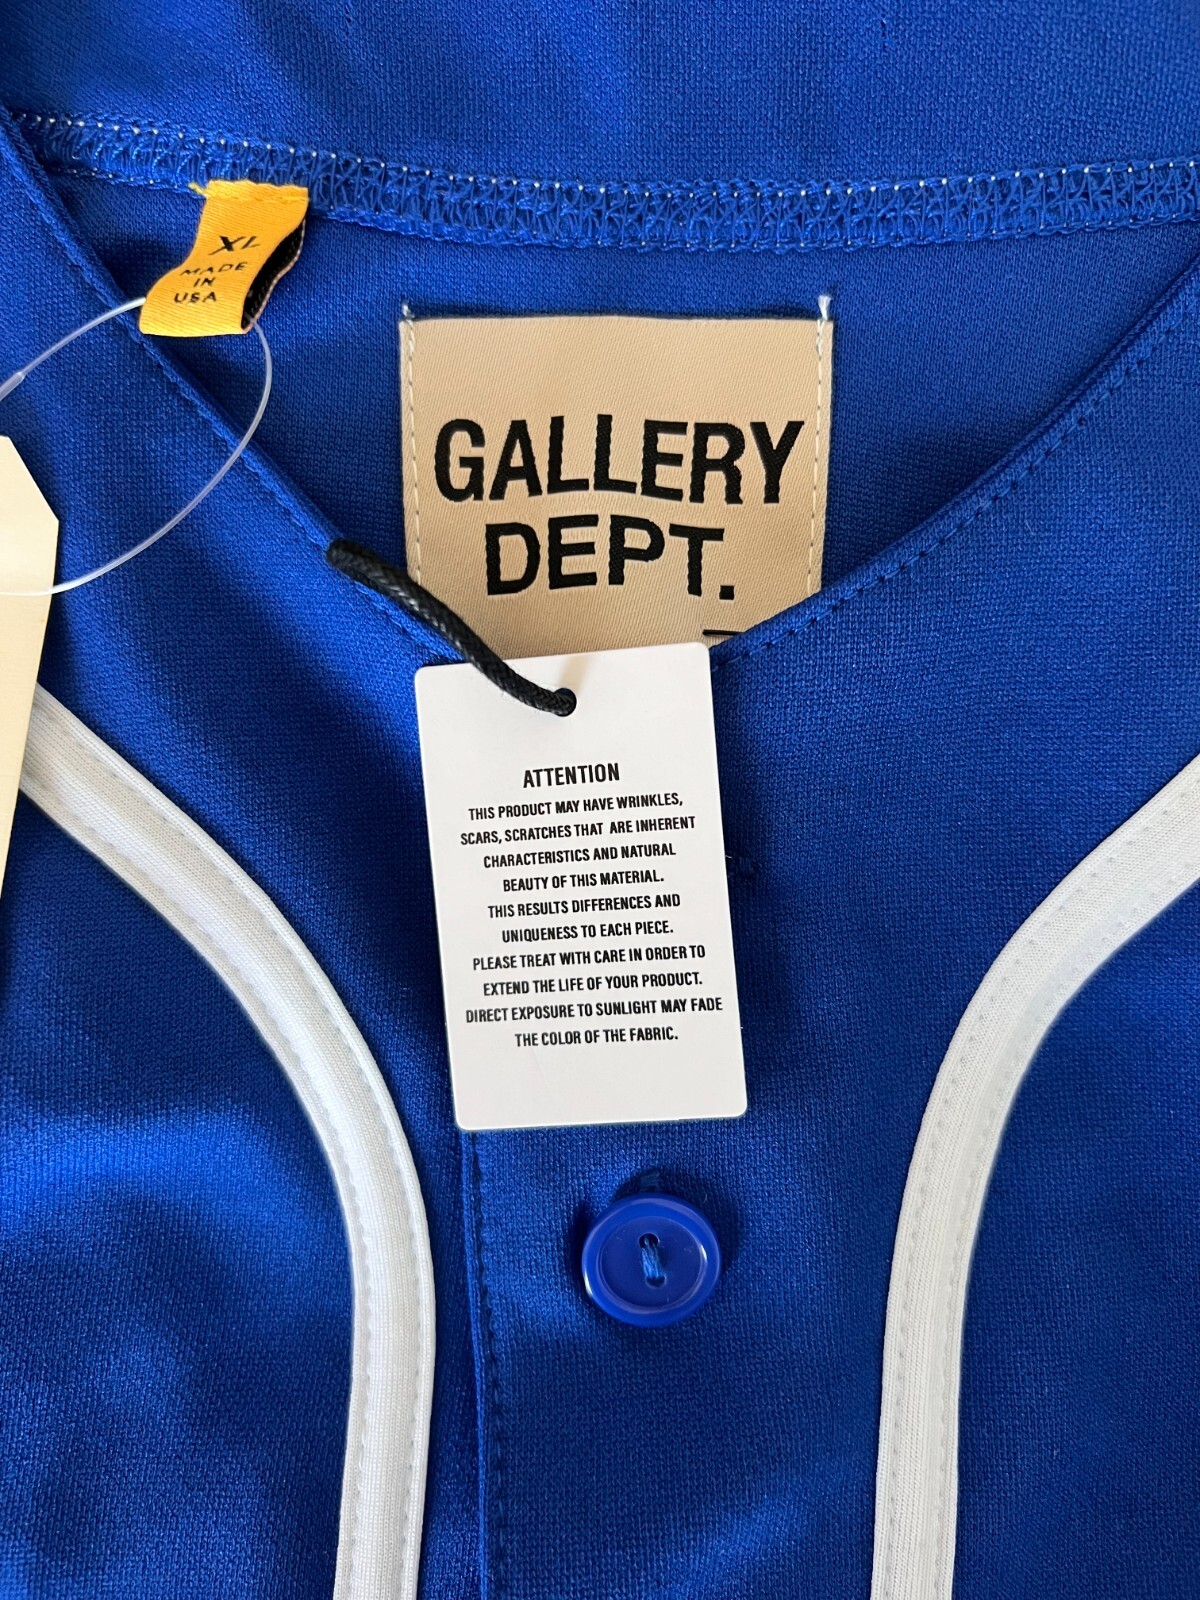 XL
MADE
IN
USA
GALLERY
DEPT.
ATTENTION
THIS PRODUCT MAY HAVE WRINKLES,
SCARS, SCRATCHES THAT ARE INHERENT
CHARACTERISTICS AND NATURAL
BEAUTY OF THIS MATERIAL.
THIS RESULTS DIFFERENCES AND
UNIQUENESS TO EACH PIECE.
PLEASE TREAT WITH CARE IN ORDER TO
EXTEND THE LIFE OF YOUR PRODUCT.
DIRECT EXPOSURE TO SUNLIGHT MAY FADE
THE COLOR OF THE FABRIC.